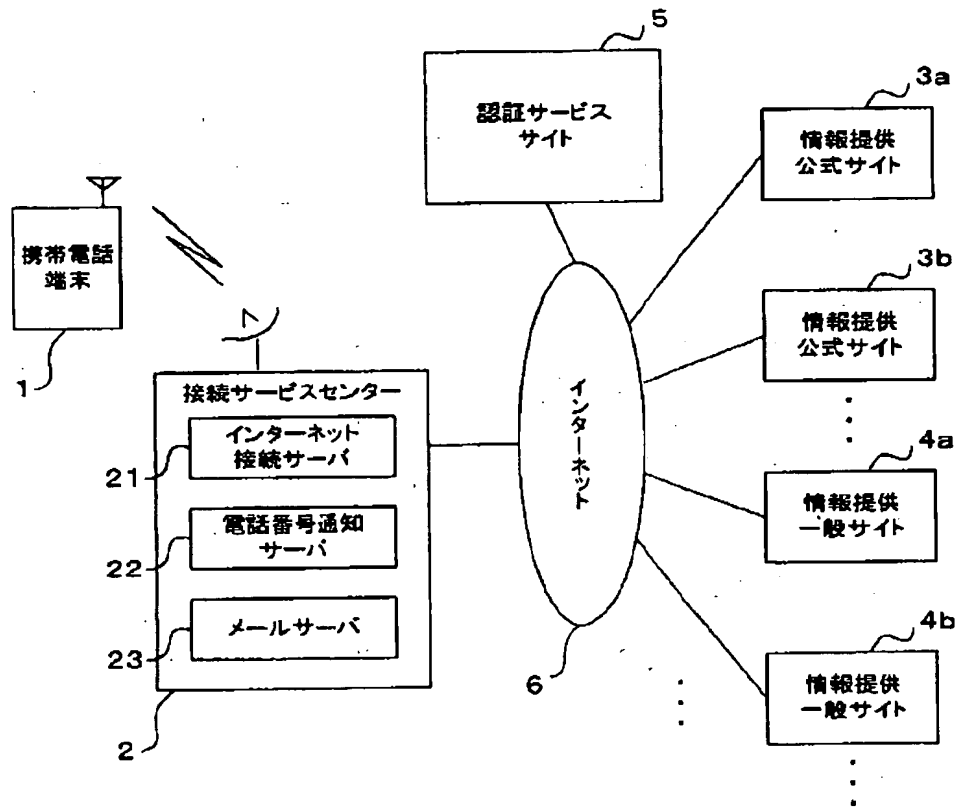 5
認証サービス
サイト
3a
情報提供
公式サイト
携帯電話
端末
1
3b
情報提供
公式サイト
接続サービスセンター
インターネット
接続サーバ
21
電話番号通知
サーバ
22
メールサーバ
23
2
インターネット
6
4a
情報提供
一般サイト
4b
情報提供
一般サイト